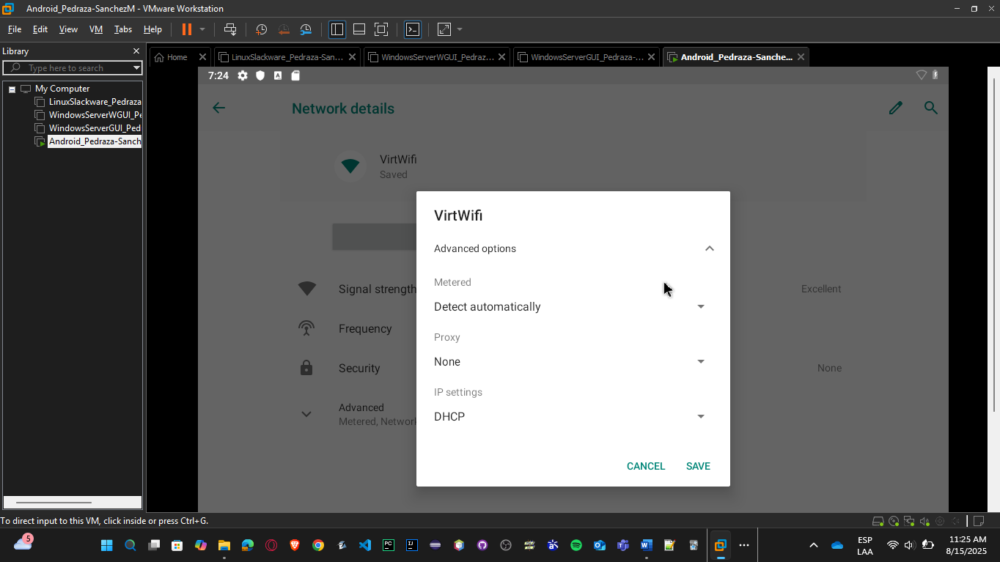 Android_Pedraza-SanchezM - VMware Workstation
File Edit View VM Tabs Help
Library
Type here to search
My Computer
LinuxSlackware_Pedraza
WindowsServerWGUI_Pe
WindowsServerGUI_Ped
Android_Pedraza-Sanch
Home
LinuxSlackware_Pedraza-San...
WindowsServerWGUI_Pedraz...
WindowsServerGUI_Pedraza-...
Android_Pedraza-Sanche...
7:24
A
Network details
VirtWifi
Saved
Signal strength
Excellent
Frequency
Security
None
Advanced
Metered, Network
VirtWifi
Advanced options
Metered
Detect automatically
Proxy
None
IP settings
DHCP
CANCEL SAVE
To direct input to this VM, click inside or press Ctrl+G.
5
ESP
LAA
11:25 AM
8/15/2025